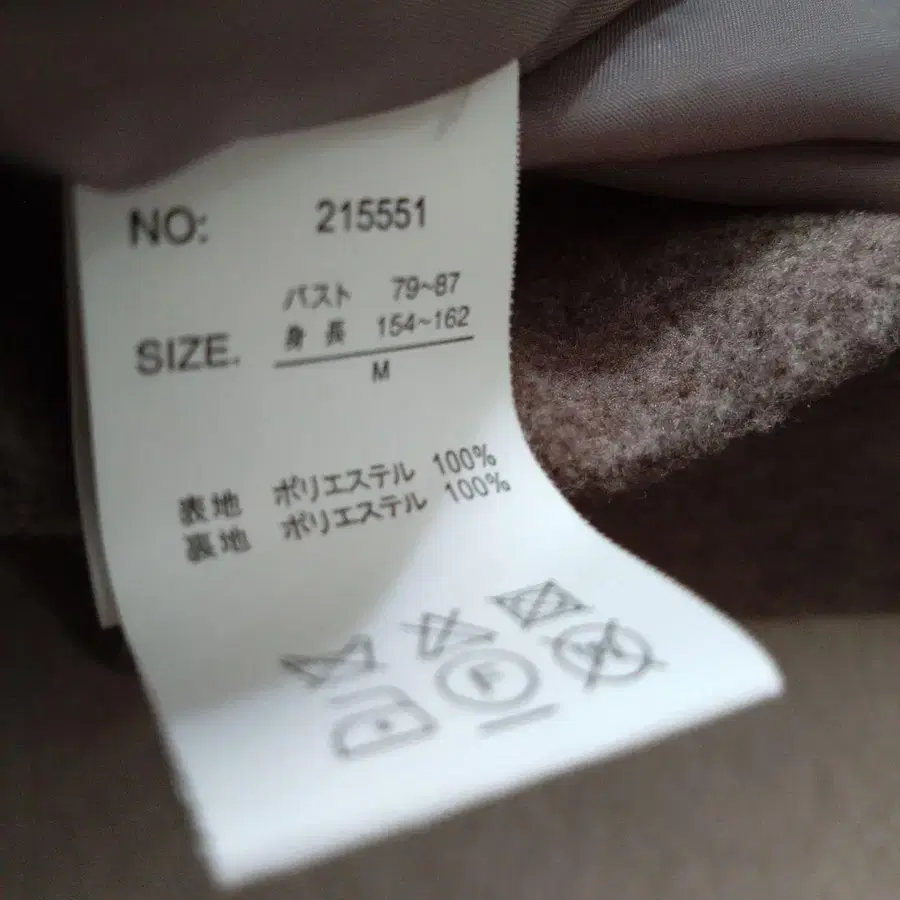 NO: 215551
バスト 79~87
SIZE. 身長 154~162
M
表地 ポリエステル 100%
裏地 ポリエステル 100%
F
W